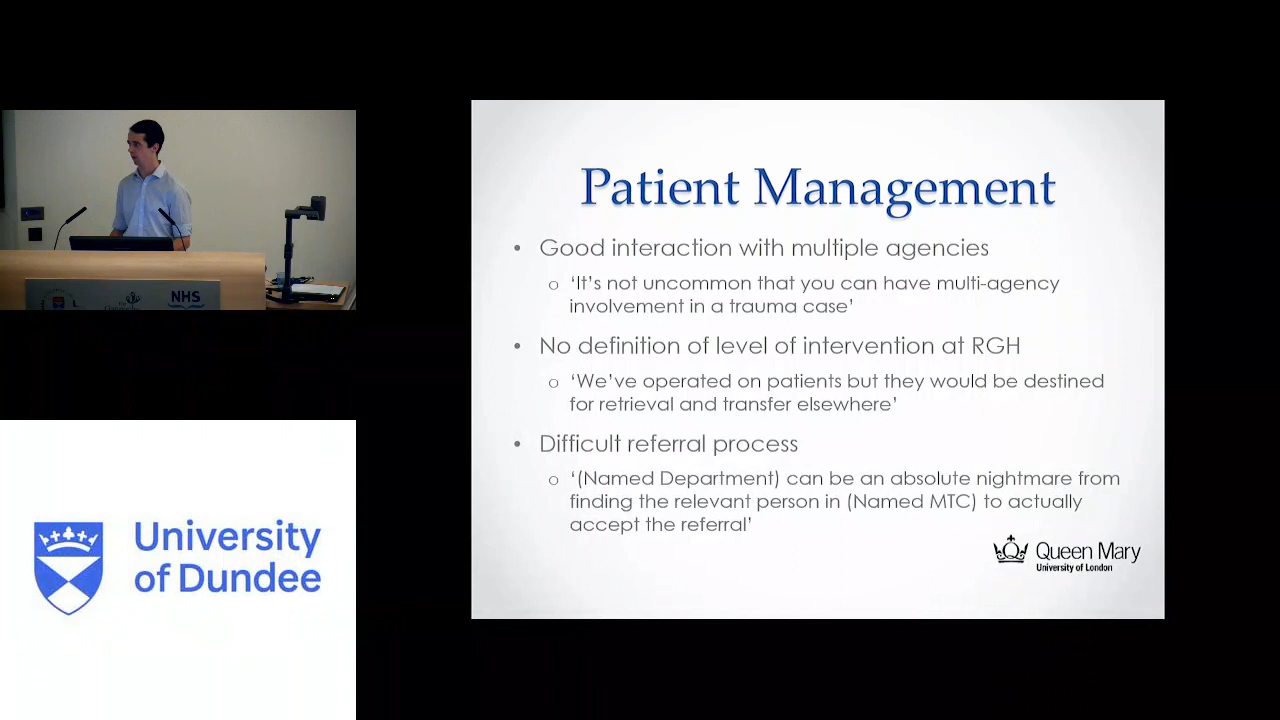 Patient Management
• Good interaction with multiple agencies
o ‘It’s not uncommon that you can have multi-agency
involvement in a trauma case’
• No definition of level of intervention at RGH
o ‘We’ve operated on patients but they would be destined
for retrieval and transfer elsewhere’
• Difficult referral process
o ‘(Named Department) can be an absolute nightmare from
finding the relevant person in (Named MTC) to actually
accept the referral’
Queen Mary
University of London
NHS
University
of Dundee